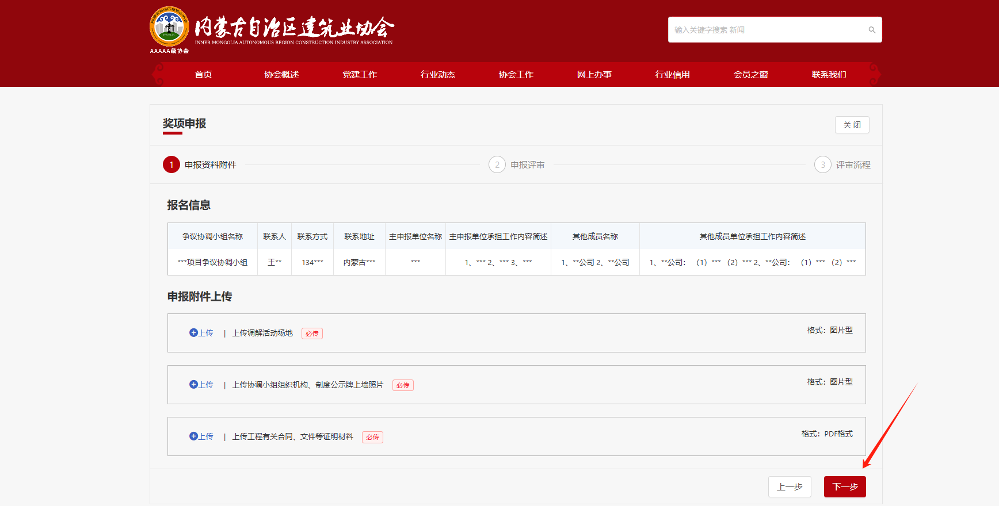 内蒙古自治区建筑业协会
INNER MONGOLIA AUTONOMOUS REGION CONSTRUCTION INDUSTRY ASSOCIATION
AAAAA级协会
输入关键字搜索 新闻
首页 协会概述 党建工作 行业动态 协会工作 网上办事 行业信用 会员之窗 联系我们
奖项申报
关 闭
1 申报资料附件 2 申报评审 3 评审流程
报名信息
争议协调小组名称 联系人 联系方式 联系地址 主申报单位名称 主申报单位承担工作内容简述 其他成员名称 其他成员单位承担工作内容简述
***项目争议协调小组 王** 134*** 内蒙古*** *** 1、*** 2、*** 3、*** 1、**公司 2、**公司 1、**公司： （1）*** （2）*** 2、**公司： （1）*** （2）***
申报附件上传
上传 | 上传调解活动场地 必传 格式：图片型
上传 | 上传协调小组组织机构、制度公示牌上墙照片 必传 格式：图片型
上传 | 上传工程有关合同、文件等证明材料 必传 格式：PDF格式
上一步 下一步